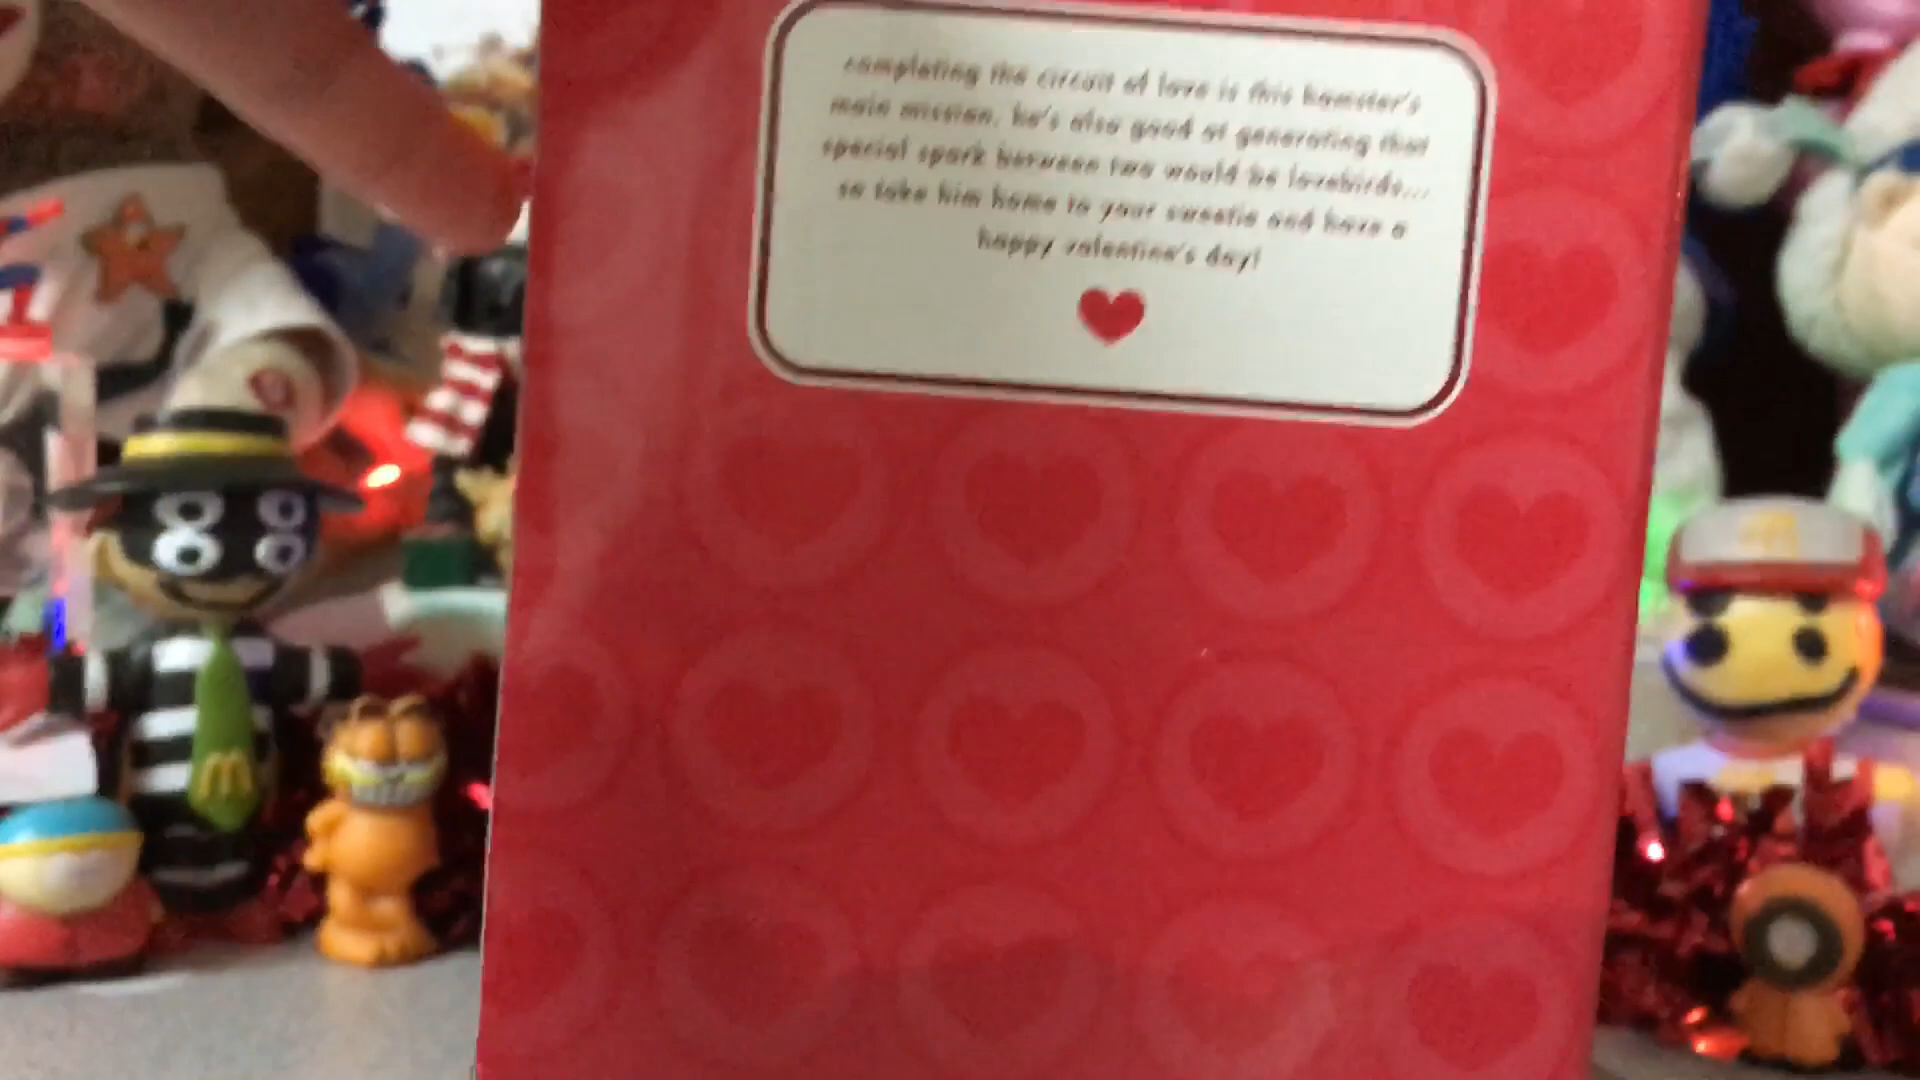 completing the circuit of love is this hamster's
main mission. he's also good at generating that
special spark between two would be lovebirds...
so take him home to your sweetie and have a
happy valentine's day!